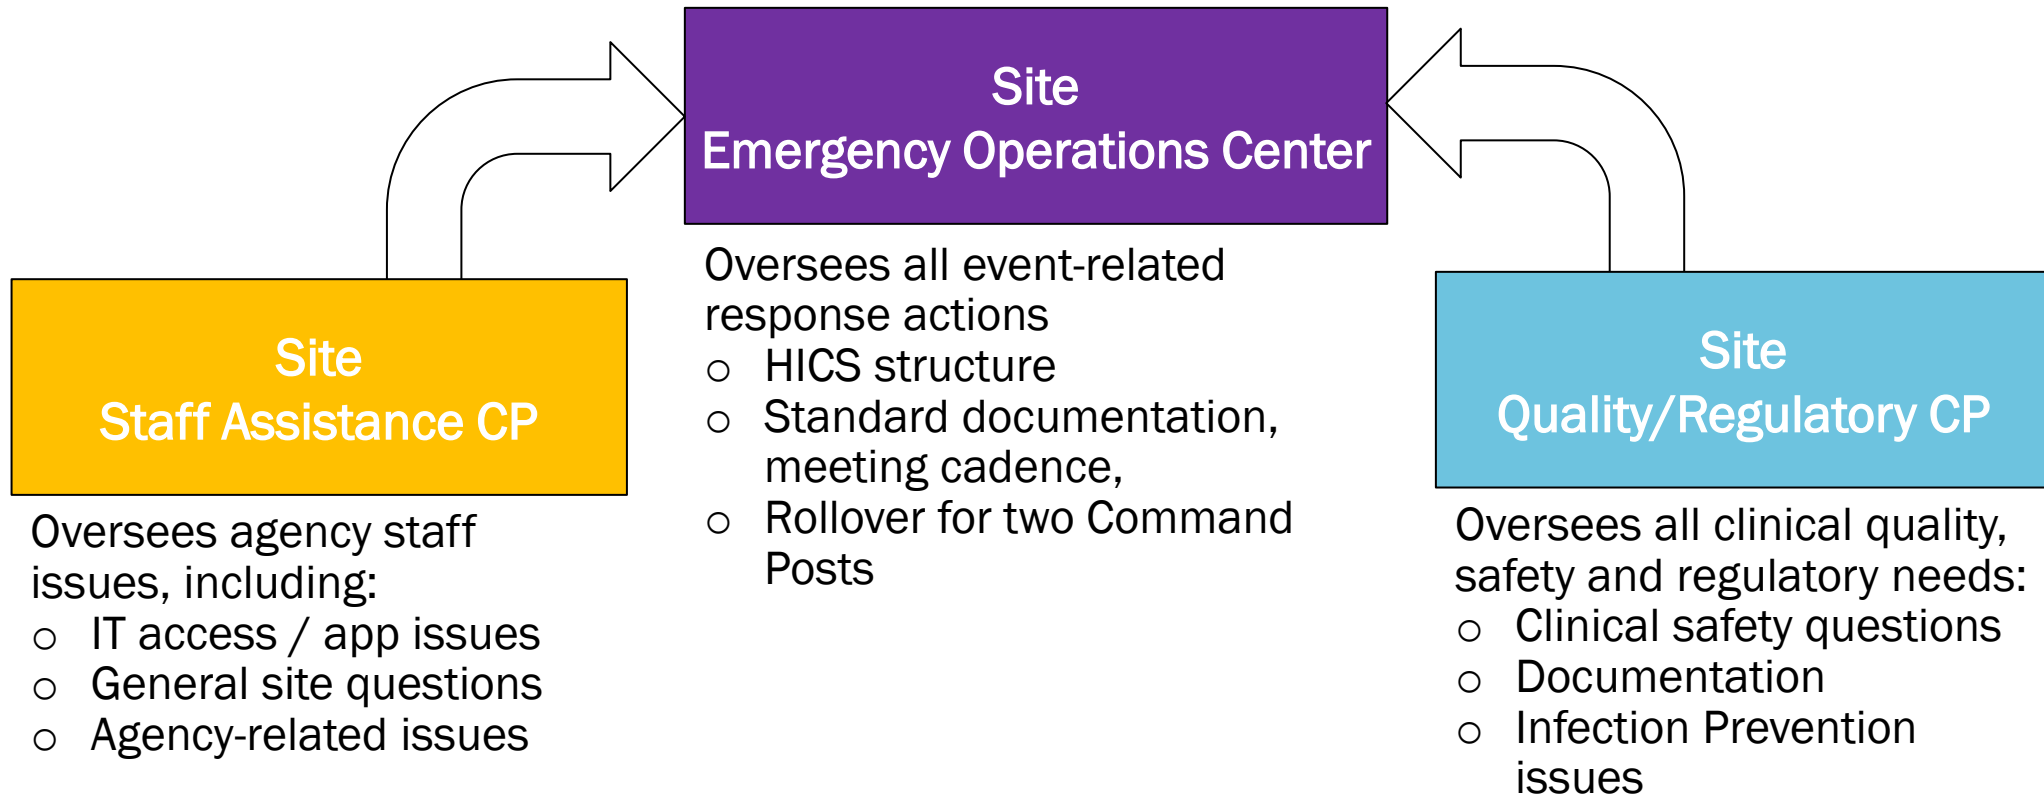 Site
Emergency Operations Center
Oversees all event-related
response actions
o HICS structure
o Standard documentation,
meeting cadence,
o Rollover for two Command
Posts
Site
Staff Assistance CP
Oversees agency staff
issues, including:
o IT access / app issues
o General site questions
o Agency-related issues
Site
Quality/Regulatory CP
Oversees all clinical quality,
safety and regulatory needs:
o Clinical safety questions
o Documentation
o Infection Prevention
issues